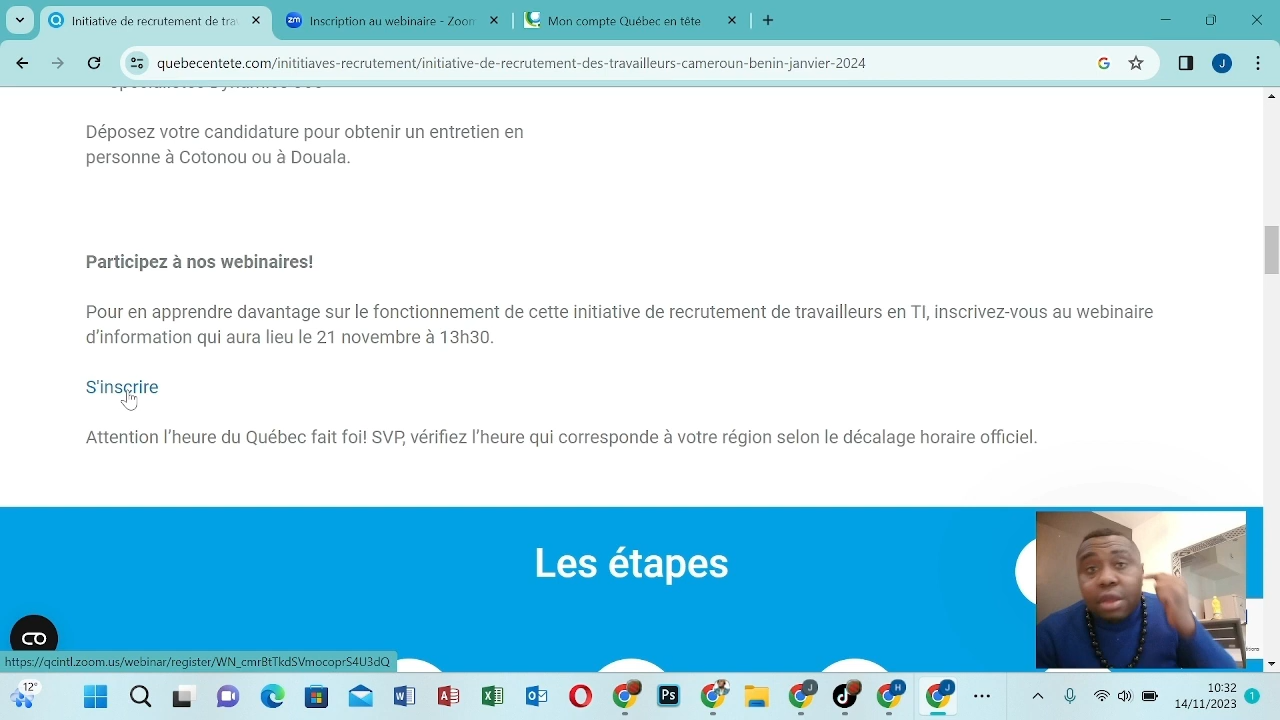 Initiative de recrutement de trav
Inscription au webinaire - Zoom
Mon compte Québec en tête
quebecentete.com/inititiaves-recrutement/initiative-de-recrutement-des-travailleurs-cameroun-benin-janvier-2024
Déposez votre candidature pour obtenir un entretien en
personne à Cotonou ou à Douala.
Participez à nos webinaires!
Pour en apprendre davantage sur le fonctionnement de cette initiative de recrutement de travailleurs en TI, inscrivez-vous au webinaire
d'information qui aura lieu le 21 novembre à 13h30.
S'inscrire
Attention l'heure du Québec fait foi! SVP, vérifiez l'heure qui correspond à votre région selon le décalage horaire officiel.
Les étapes
https://qcintl.zoom.us/webinar/register/WN_cmrBtTkdSVmocoprS4U3dQ
12°
10:32
14/11/2023